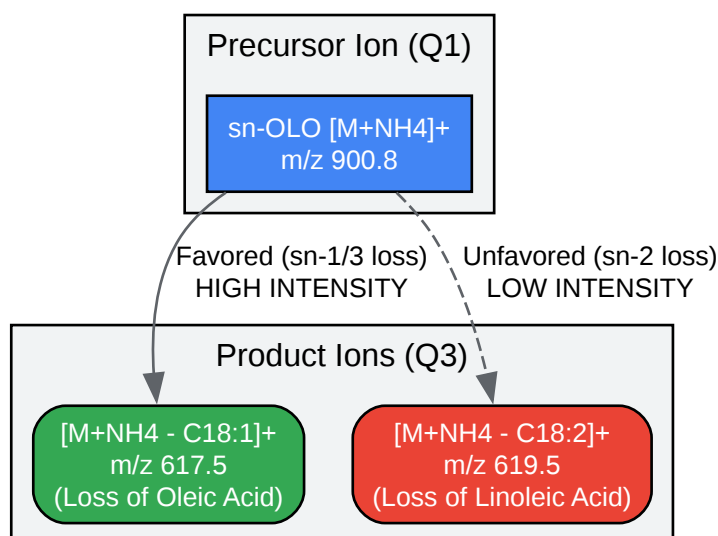 Precursor Ion (Q1)
sn-OLO [M+NH4]+
m/z 900.8
Favored (sn-1/3 loss)
HIGH INTENSITY
Unfavored (sn-2 loss)
LOW INTENSITY
Product Ions (Q3)
[M+NH4 - C18:1]+
m/z 617.5
(Loss of Oleic Acid)
[M+NH4 - C18:2]+
m/z 619.5
(Loss of Linoleic Acid)